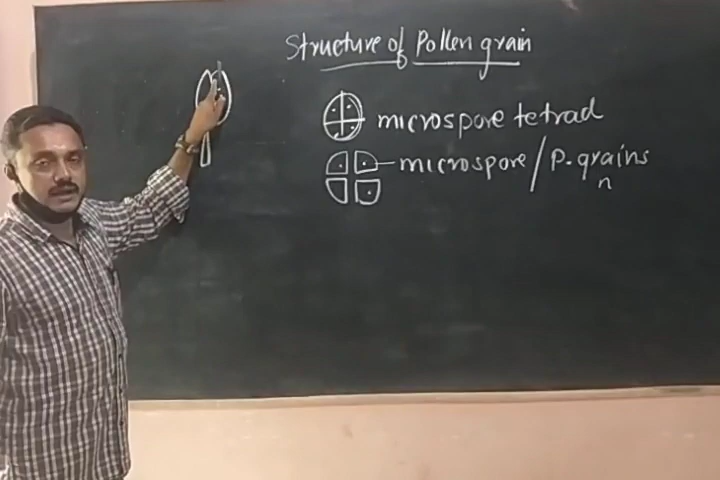 Structure of Pollen grain
microspore tetrad
microspore / P. grains
n